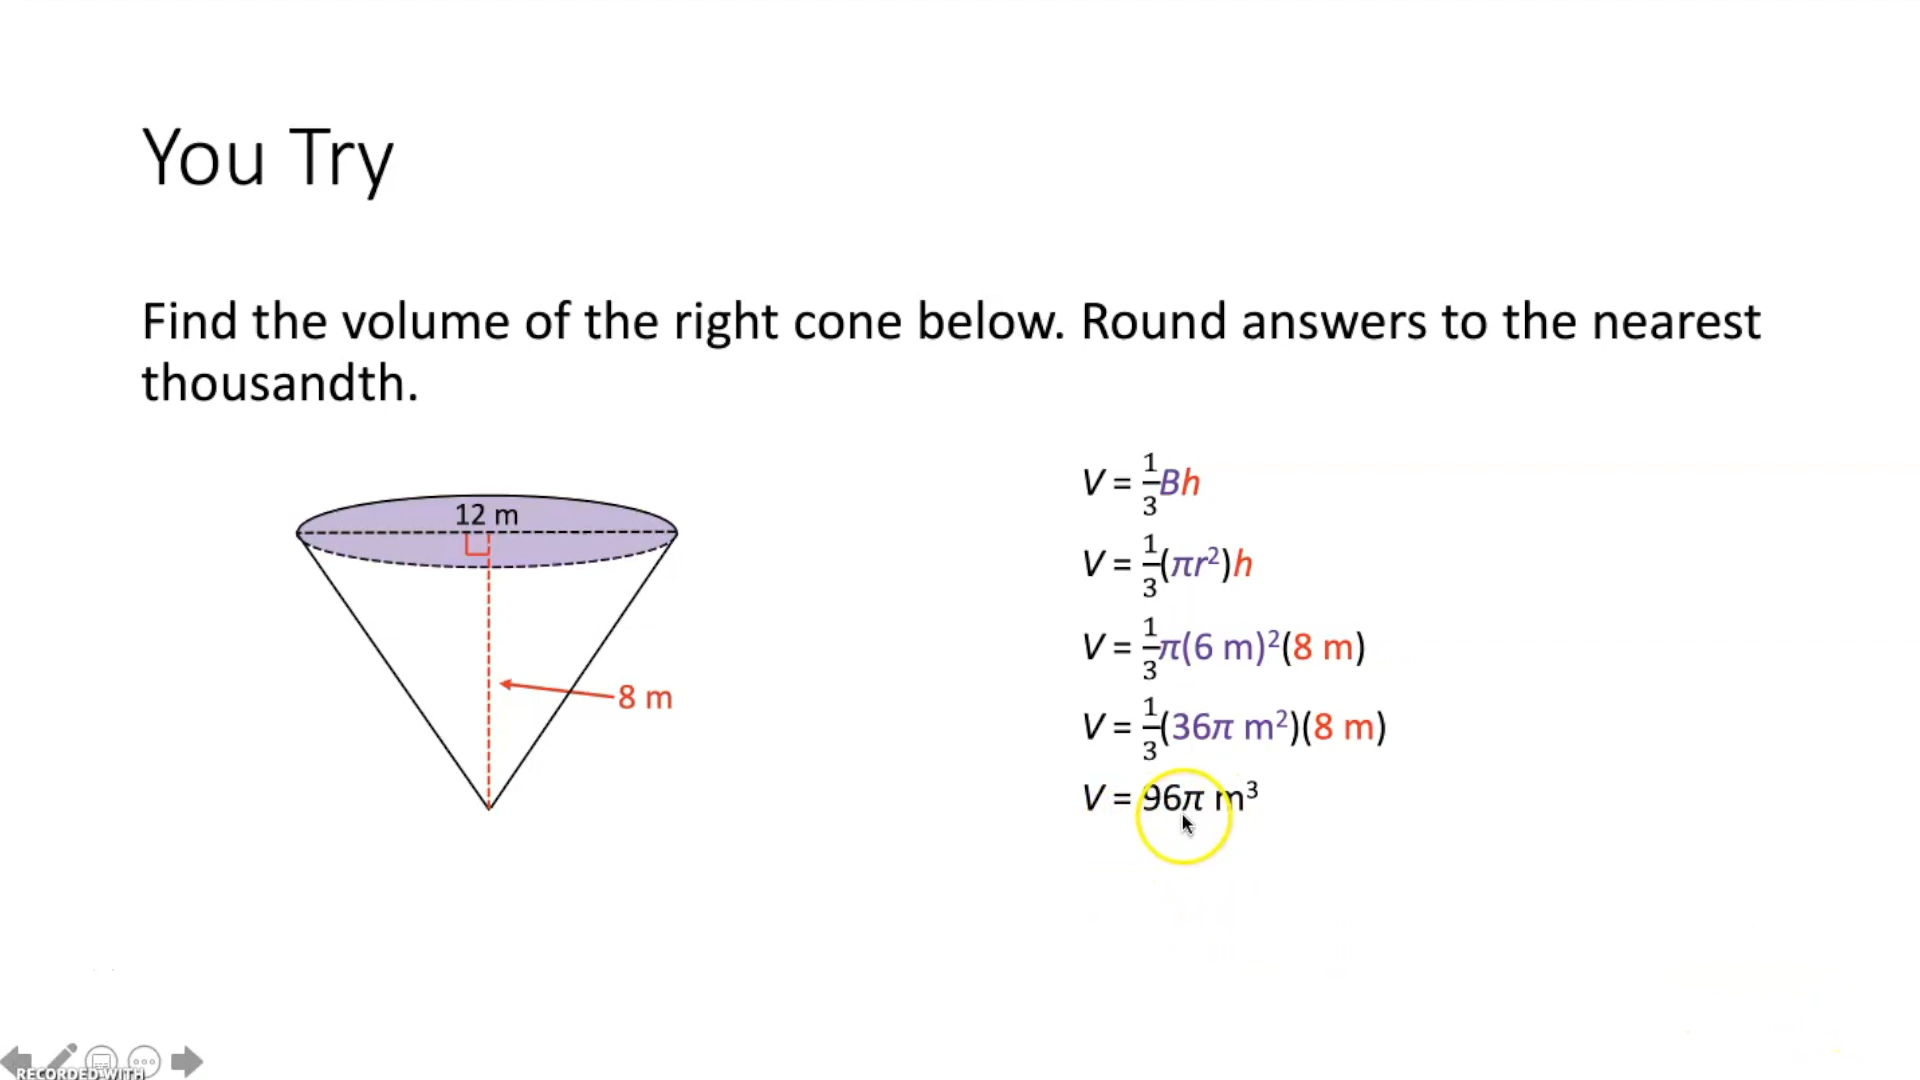 You Try
Find the volume of the right cone below. Round answers to the nearest
thousandth.
12 m
8 m
V = 1/3Bh
V = 1/3(πr²)h
V = 1/3π(6 m)²(8 m)
V = 1/3(36π m²)(8 m)
V = 96π m³
RECORDED WITH